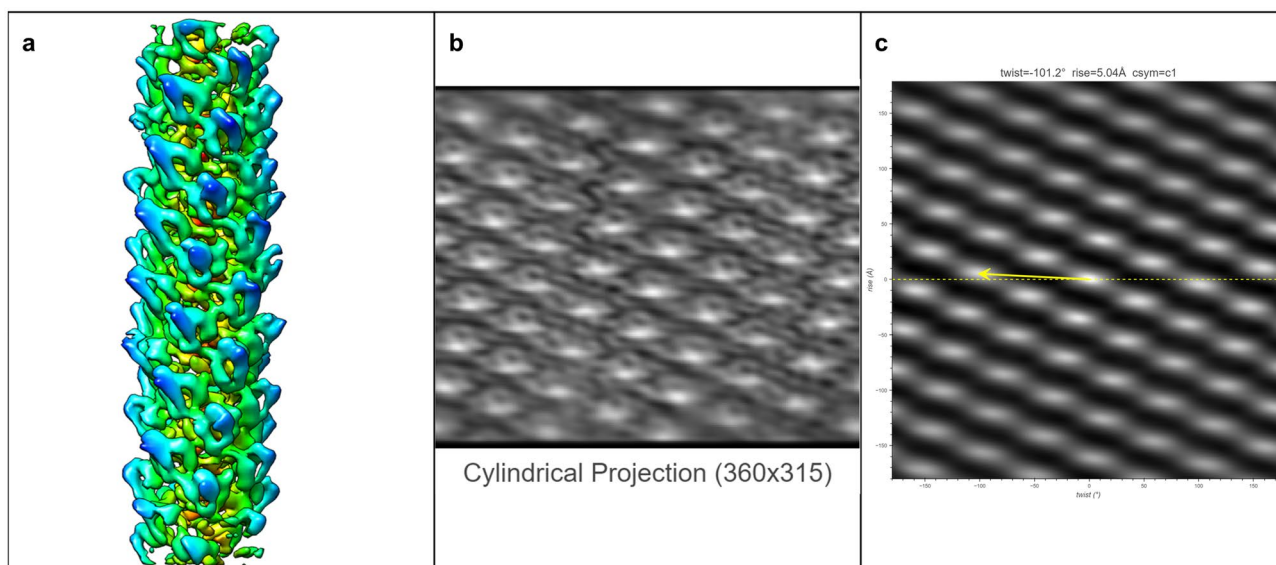 a
b
c
twist=-101.2° rise=5.04Å csym=c1
150
100
50
0
−50
−100
−150
rise (Å)
−150 −100 −50 0 50 100 150
twist (°)
Cylindrical Projection (360x315)